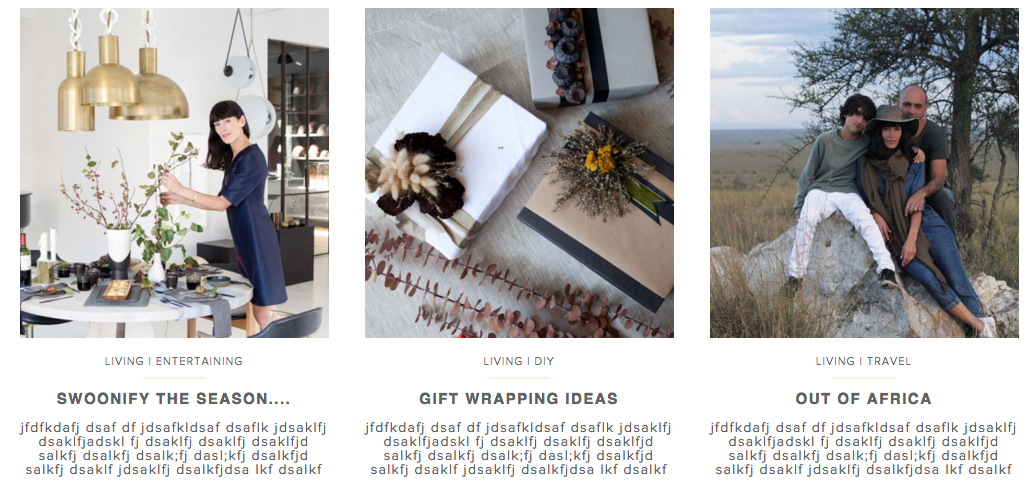 LIVING | ENTERTAINING
SWOONIFY THE SEASON....
jfdfkdafj dsaf df jdsafkldsaf dsaflk jdsaklfj
dsaklfjadskl fj dsaklfj dsaklfj dsaklfjd
salkfj dsalkfj dsalk;fj dasl;kfj dsalkfjd
salkfj dsaklf jdsaklfj dsalkfjdsa lkf dsalkf
LIVING | DIY
GIFT WRAPPING IDEAS
jfdfkdafj dsaf df jdsafkldsaf dsaflk jdsaklfj
dsaklfjadskl fj dsaklfj dsaklfj dsaklfjd
salkfj dsalkfj dsalk;fj dasl;kfj dsalkfjd
salkfj dsaklf jdsaklfj dsalkfjdsa lkf dsalkf
LIVING | TRAVEL
OUT OF AFRICA
jfdfkdafj dsaf df jdsafkldsaf dsaflk jdsaklfj
dsaklfjadskl fj dsaklfj dsaklfj dsaklfjd
salkfj dsalkfj dsalk;fj dasl;kfj dsalkfjd
salkfj dsaklf jdsaklfj dsalkfjdsa lkf dsalkf